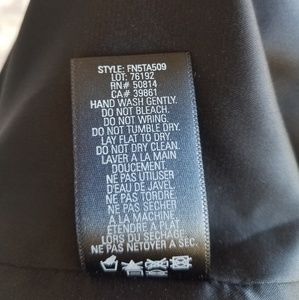 STYLE: FN5TA509
LOT: 76192
RN# 50814
CA# 39861
HAND WASH GENTLY.
DO NOT BLEACH.
DO NOT WRING.
DO NOT TUMBLE DRY.
LAY FLAT TO DRY
DO NOT DRY CLEAN.
LAVER A LA MAIN
DOUCEMENT.
NE PAS UTILISER
D'EAU DE JAVEL.
NE PAS TORDRE.
NE PAS SECHER
A LA MACHINE.
ÉTENDRE A PLAT
LORS DU SÉCHAGE.
NE PAS NETOYER A SEC.